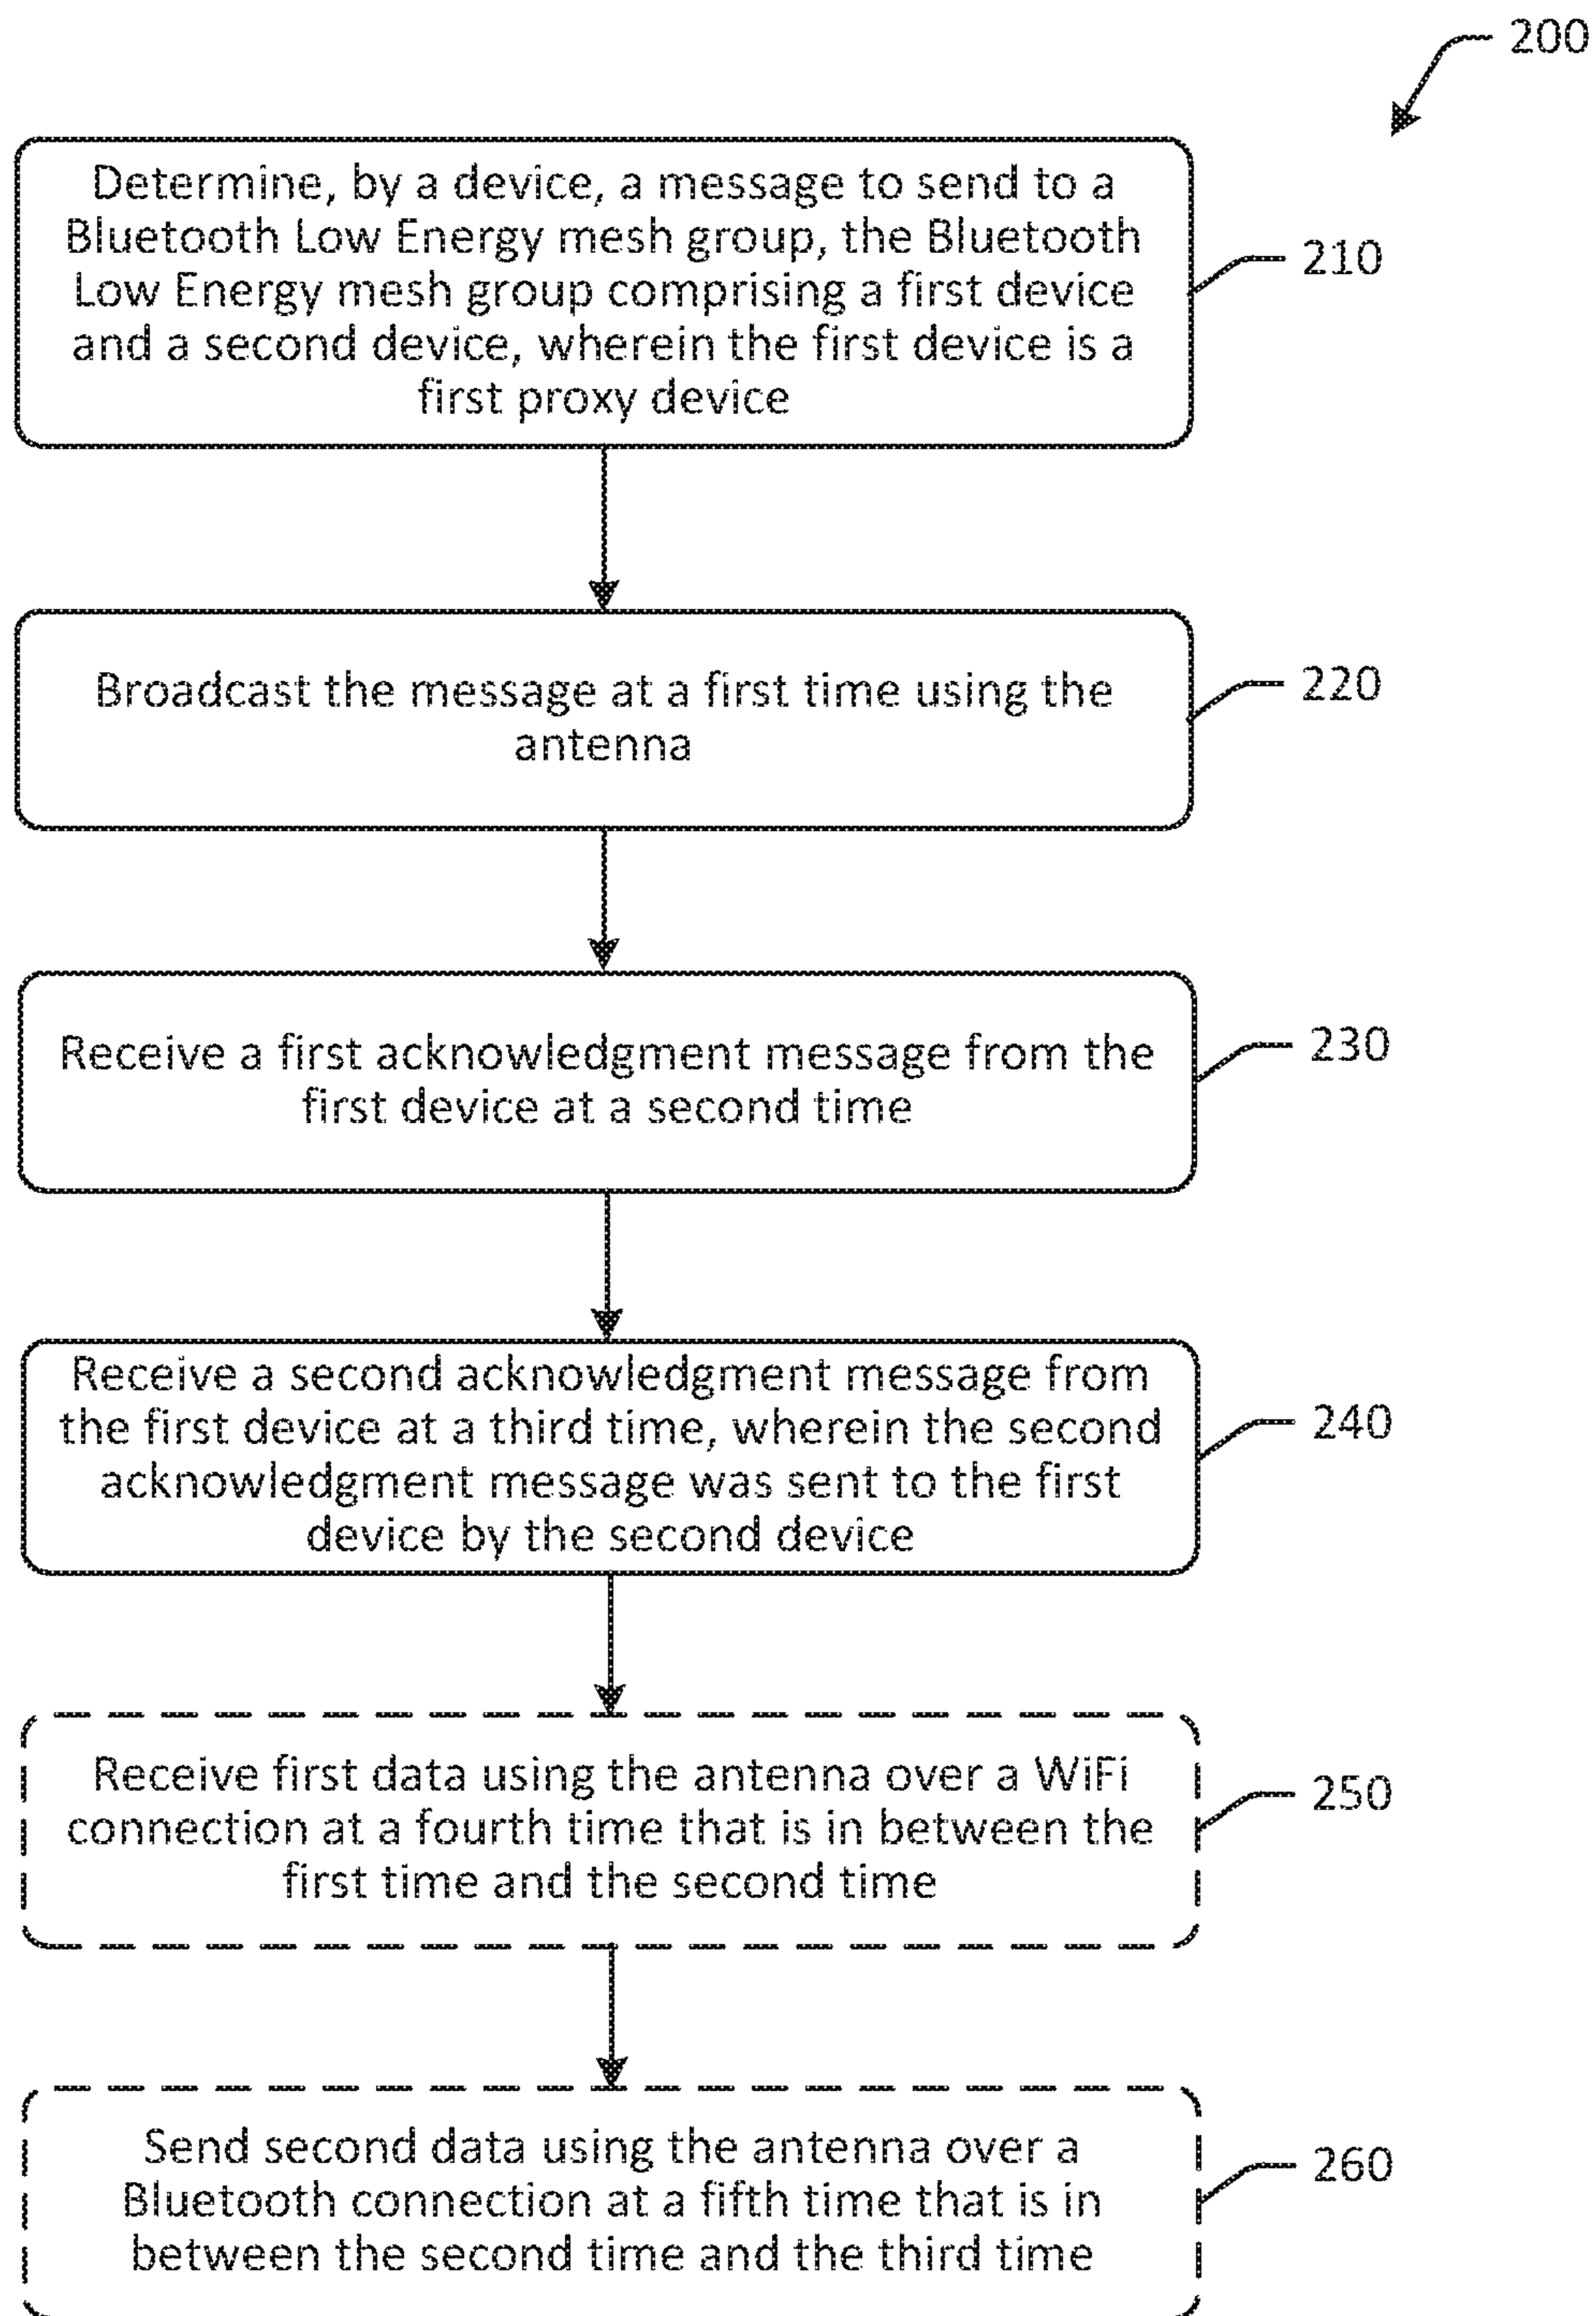 200
Determine, by a device, a message to send to a
Bluetooth Low Energy mesh group, the Bluetooth
Low Energy mesh group comprising a first device
and a second device, wherein the first device is a
first proxy device
210
Broadcast the message at a first time using the
antenna
220
Receive a first acknowledgment message from the
first device at a second time
230
Receive a second acknowledgment message from
the first device at a third time, wherein the second
acknowledgment message was sent to the first
device by the second device
240
Receive first data using the antenna over a WiFi
connection at a fourth time that is in between the
first time and the second time
250
Send second data using the antenna over a
Bluetooth connection at a fifth time that is in
between the second time and the third time
260